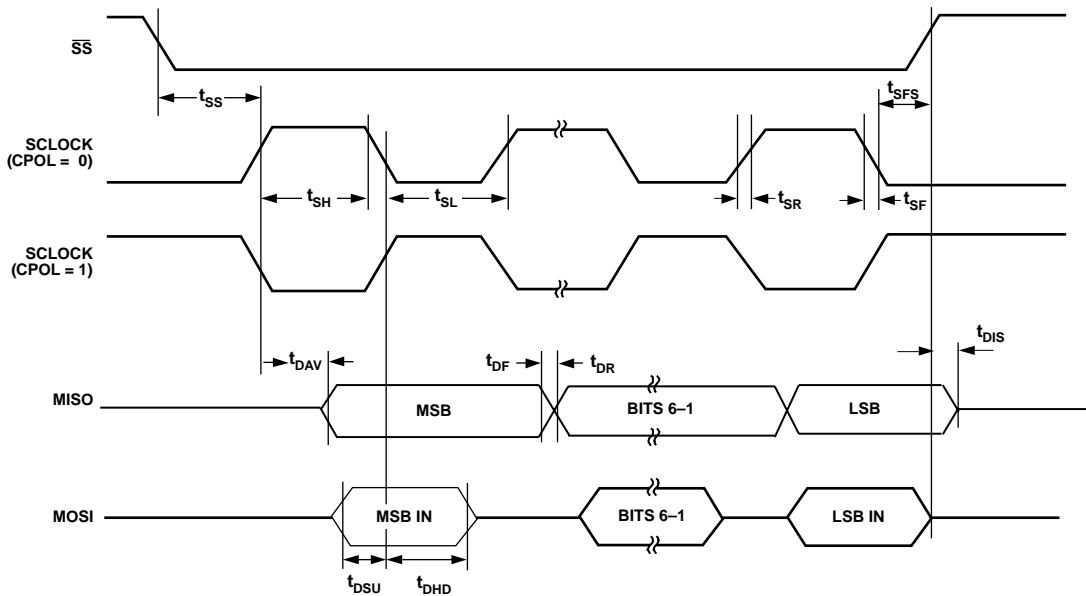 SS
tSS
tSFS
SCLOCK
(CPOL = 0)
tSH
tSL
tSR
tSF
SCLOCK
(CPOL = 1)
tDAV
tDF
tDR
tDIS
MISO
MSB
BITS 6–1
LSB
MOSI
MSB IN
BITS 6–1
LSB IN
tDSU
tDHD